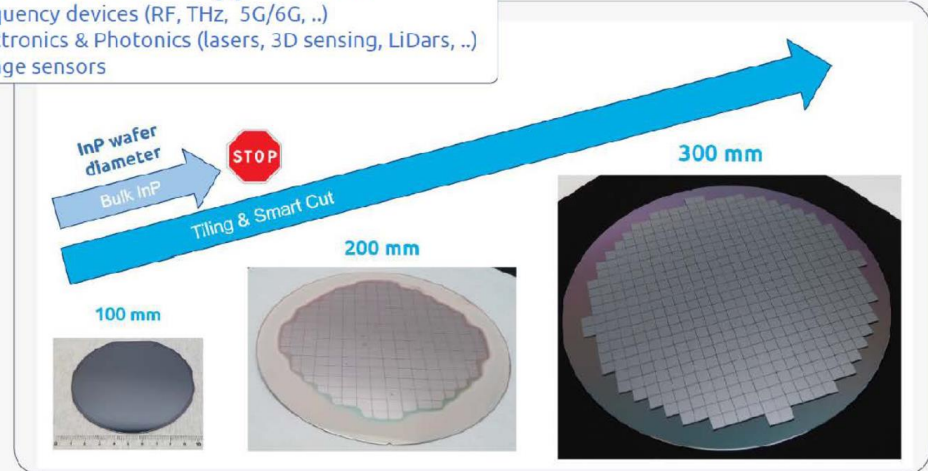 quency devices (RF, THz, 5G/6G, ..)
tronics & Photonics (lasers, 3D sensing, LiDars, ..)
ge sensors
InP wafer
diameter
Bulk InP
STOP
Tiling & Smart Cut
300 mm
200 mm
100 mm